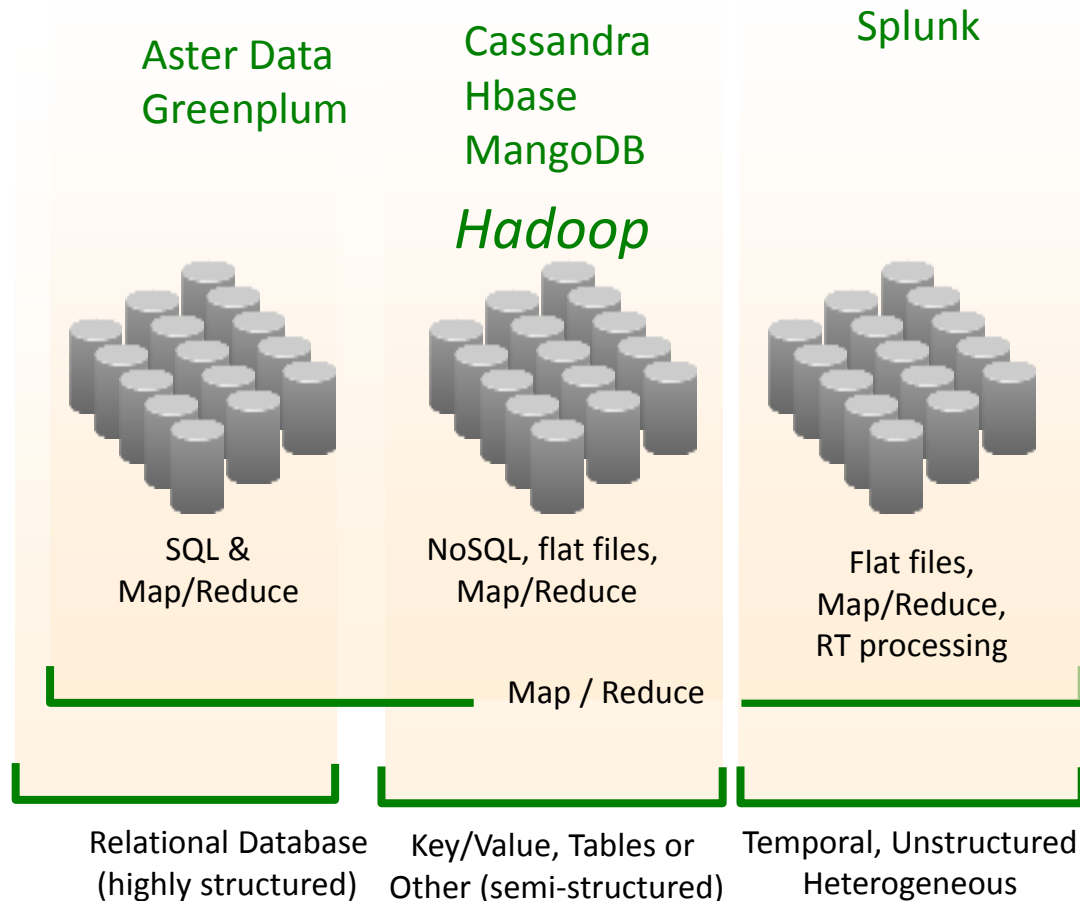 Aster Data
Greenplum
Cassandra
Hbase
MangoDB
Hadoop
Splunk
SQL &
Map/Reduce
NoSQL, flat files,
Map/Reduce
Flat files,
Map/Reduce,
RT processing
Map / Reduce
Relational Database
(highly structured)
Key/Value, Tables or
Other (semi-structured)
Temporal, Unstructured
Heterogeneous